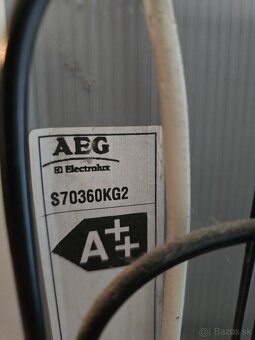 AEG
Electrolux
S70360KG2
A++
Bazos.sk